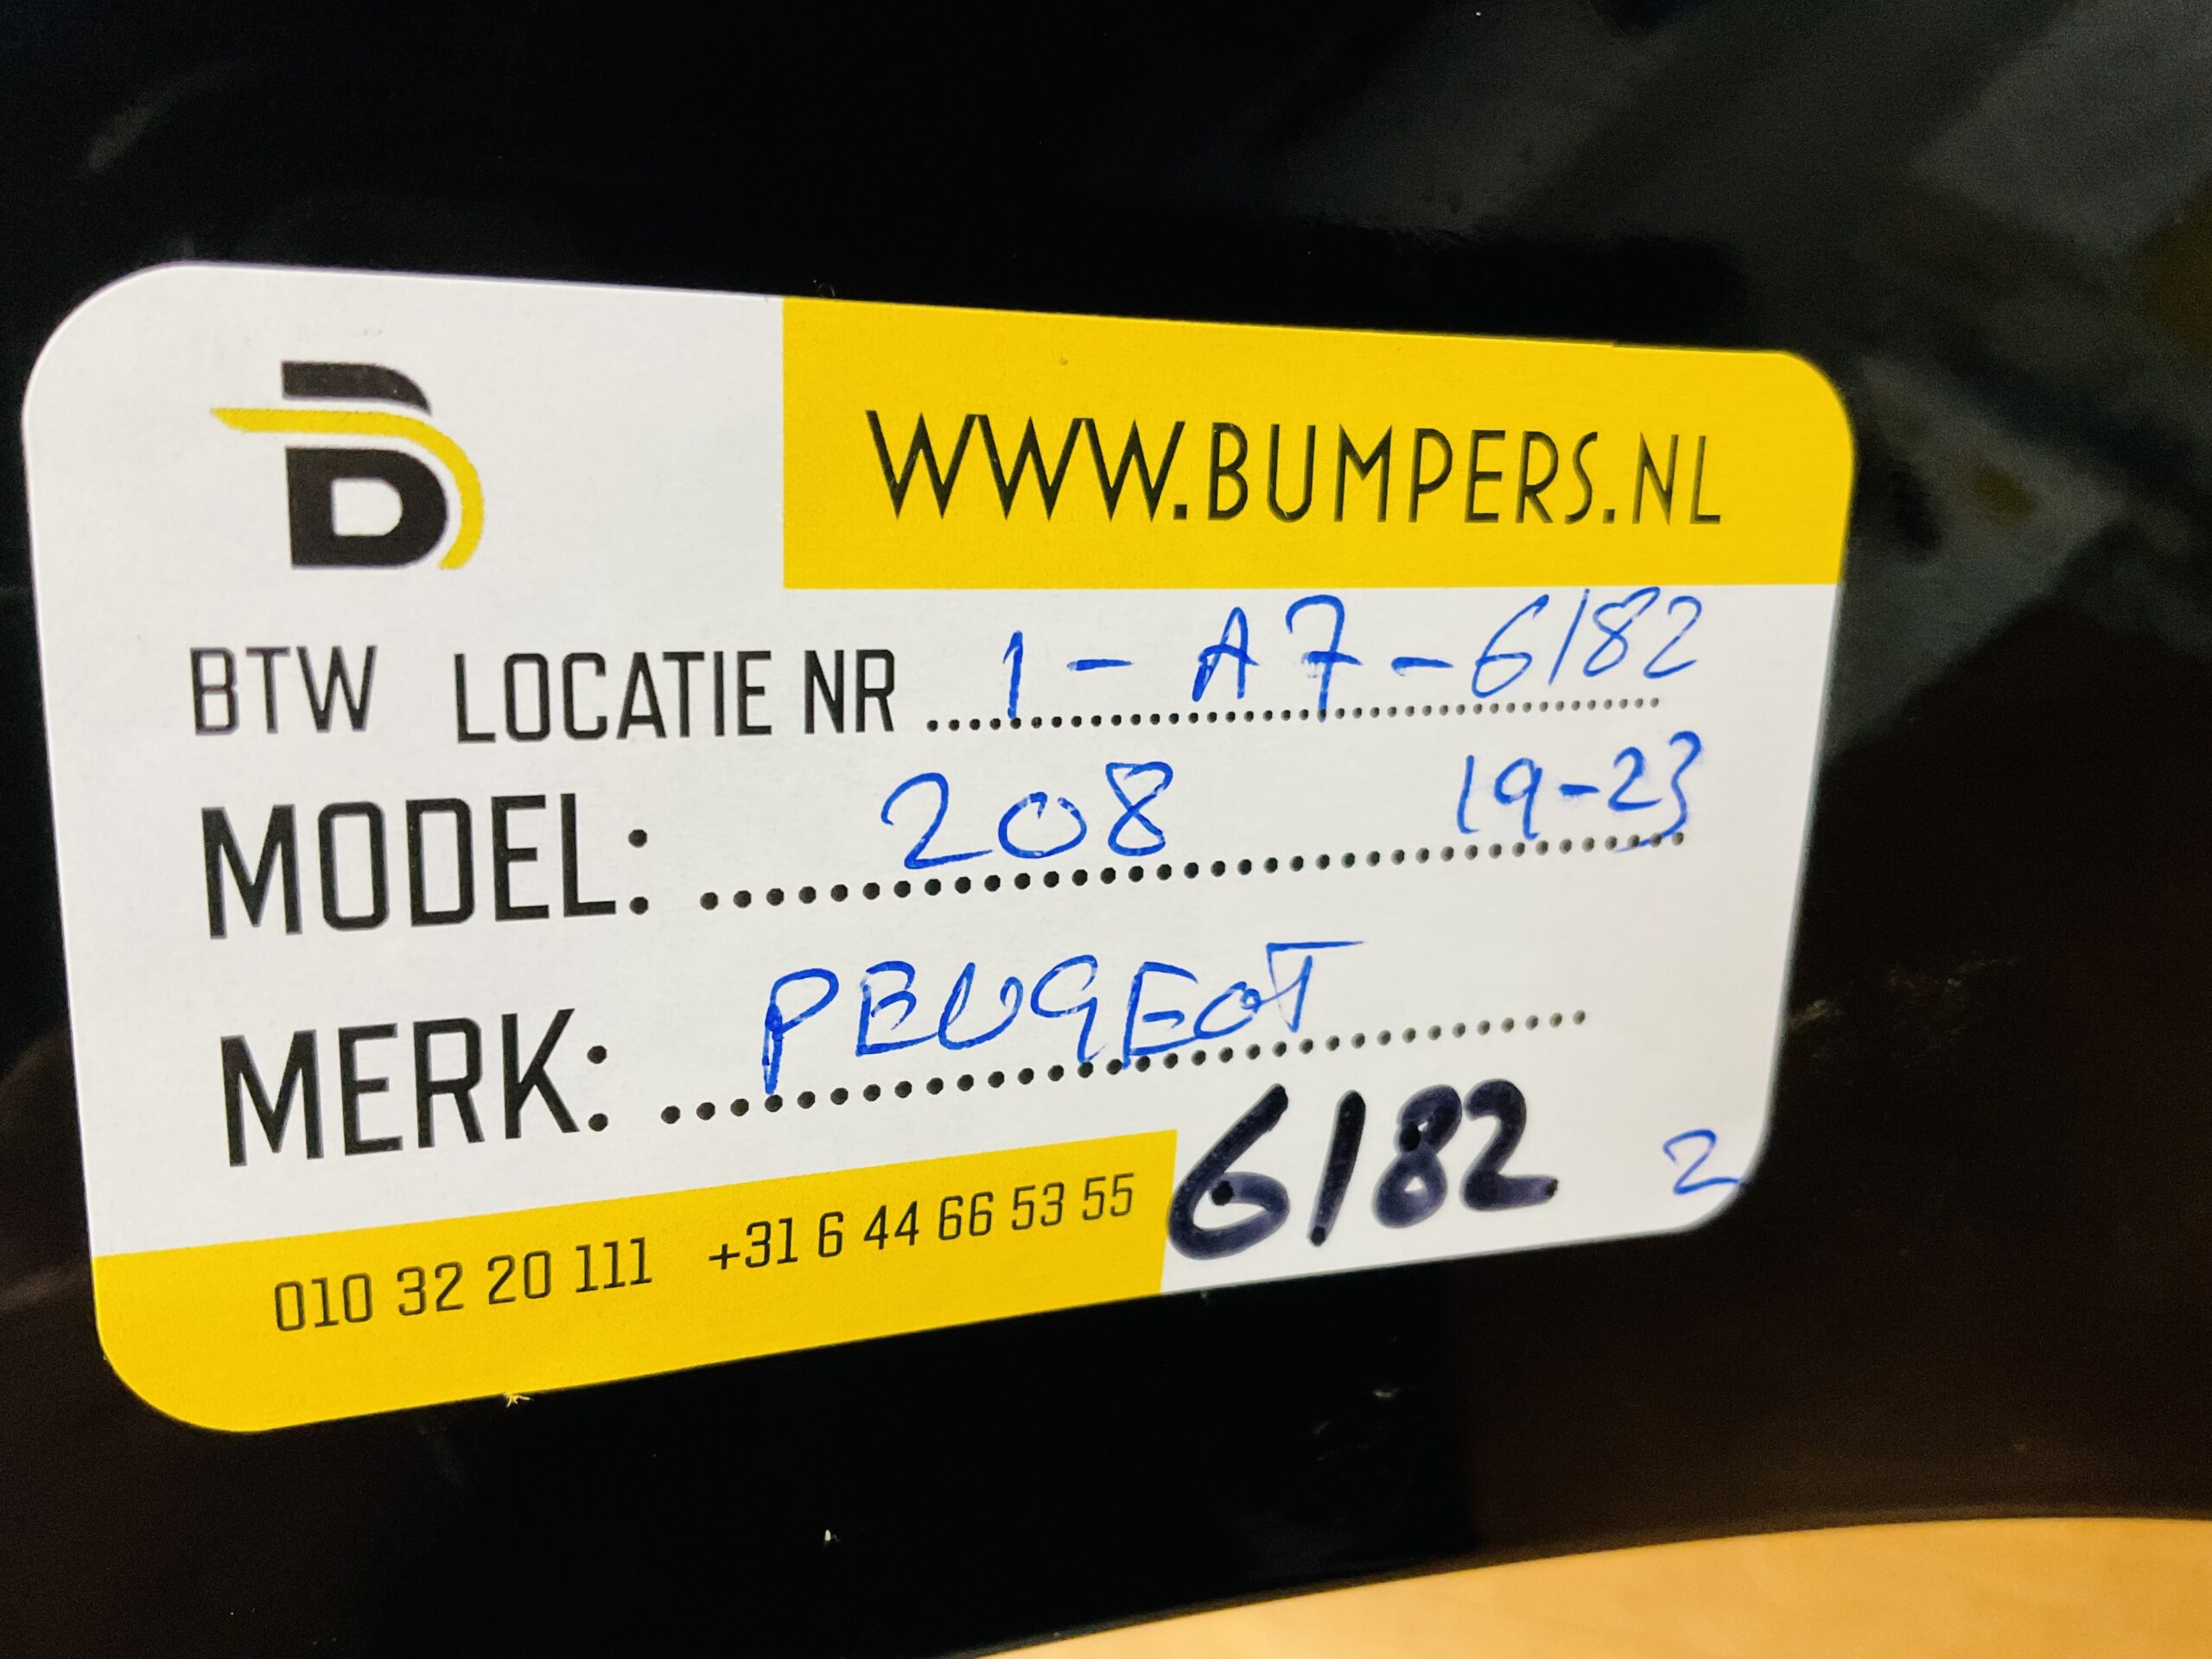 B
WWW.BUMPERS.NL
BTW LOCATIE NR ........ 1 - A7 - 6182
MODEL: ........ 208 19-23
MERK: ........ PEUGEOT
6182 2
010 32 20 111 +31 6 44 66 53 55